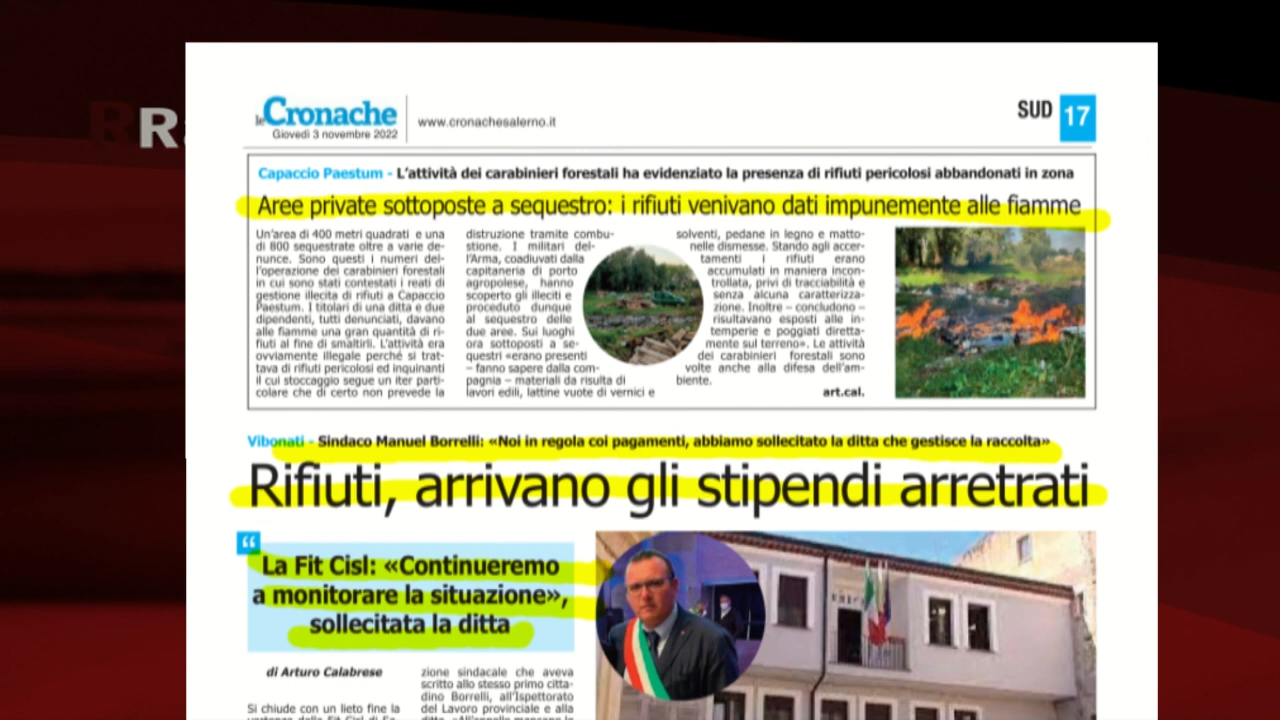 R
R
le Cronache
Giovedì 3 novembre 2022
www.cronachesalerno.it
SUD 17
Capaccio Paestum - L'attività dei carabinieri forestali ha evidenziato la presenza di rifiuti pericolosi abbandonati in zona
Aree private sottoposte a sequestro: i rifiuti venivano dati impunemente alle fiamme
Un'area di 400 metri quadrati e una
di 800 sequestrate oltre a varie de-
nunce. Sono questi i numeri del-
l'operazione dei carabinieri forestali
in cui sono stati contestati i reati di
gestione illecita di rifiuti a Capaccio
Paestum. I titolari di una ditta e due
dipendenti, tutti denunciati, davano
alle fiamme una gran quantità di ri-
fiuti al fine di smaltirli. L'attività era
ovviamente illegale perché si trat-
tava di rifiuti pericolosi ed inquinanti
il cui stoccaggio segue un iter parti-
colare che di certo non prevede la
distruzione tramite combu-
stione. I militari del-
l'Arma, coadiuvati dalla
capitaneria di porto
agropolese, hanno
scoperto gli illeciti e
proceduto dunque
al sequestro delle
due aree. Sui luoghi
ora sottoposti a se-
questri «erano presenti
– fanno sapere dalla com-
pagnia – materiali da risulta di
lavori edili, lattine vuote di vernici e
solventi, pedane in legno e matto-
nelle dismesse. Stando agli accer-
tamenti i rifiuti erano
accumulati in maniera incon-
trollata, privi di tracciabilità e
senza alcuna caratterizza-
zione. Inoltre – concludono –
risultavano esposti alle in-
temperie e poggiati diretta-
mente sul terreno». Le attività
dei carabinieri forestali sono
volte anche alla difesa dell'am-
biente.
art.cal.
Vibonati - Sindaco Manuel Borrelli: «Noi in regola coi pagamenti, abbiamo sollecitato la ditta che gestisce la raccolta»
Rifiuti, arrivano gli stipendi arretrati
“
La Fit Cisl: «Continueremo
a monitorare la situazione»,
sollecitata la ditta
di Arturo Calabrese
Si chiude con un lieto fine la
zione sindacale che aveva
scritto allo stesso primo citta-
dino Borrelli, all'Ispettorato
del Lavoro provinciale e alla